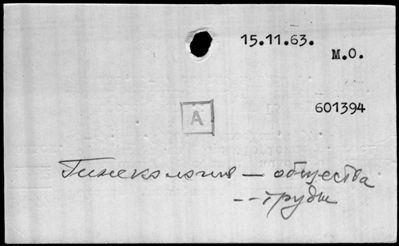 15.11.63.
М.О.
601394
А
Гинекология — общества
-- труды